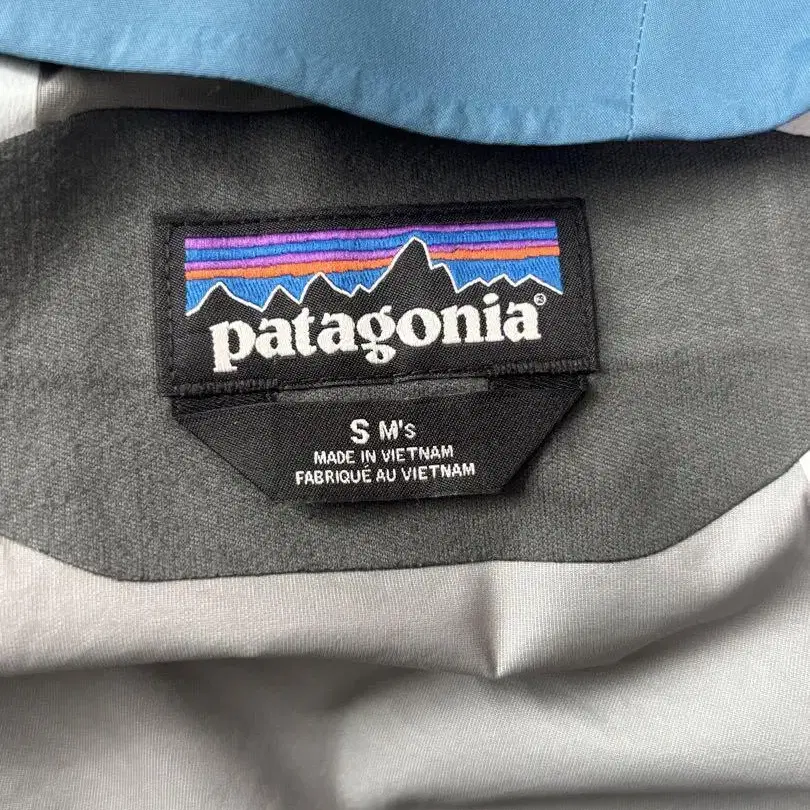 patagonia®
S M's
MADE IN VIETNAM
FABRIQUÉ AU VIETNAM